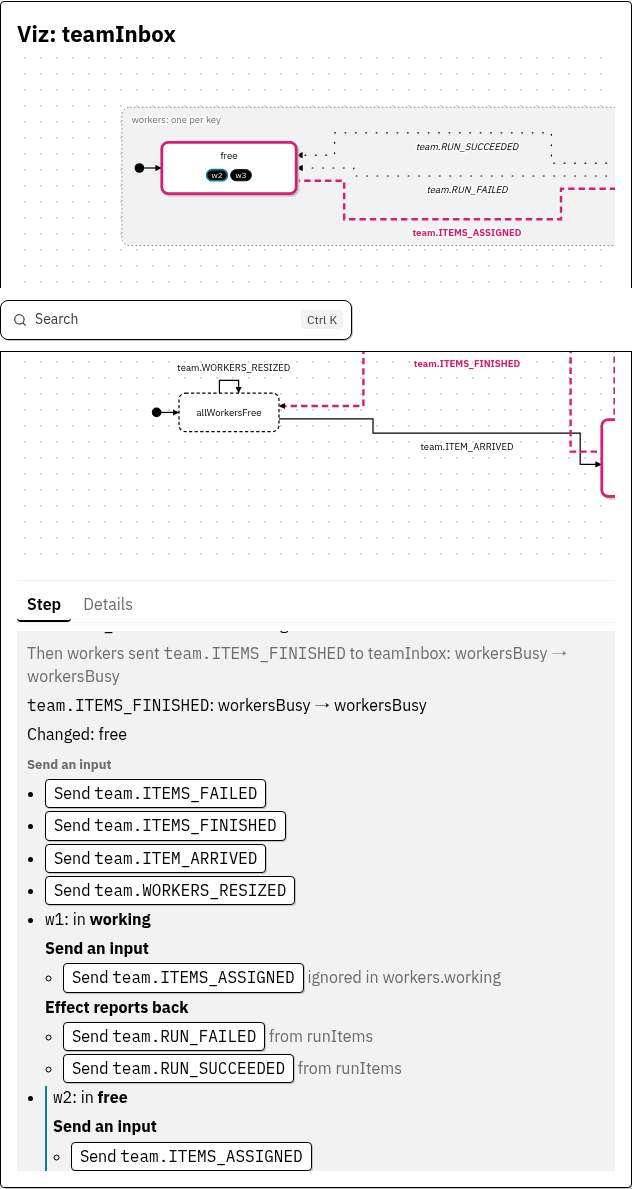 Viz: teamInbox
workers: one per key
free
w2 w3
team.RUN_SUCCEEDED
team.RUN_FAILED
team.ITEMS_ASSIGNED
Search
Ctrl K
team.WORKERS_RESIZED
team.ITEMS_FINISHED
allWorkersFree
team.ITEM_ARRIVED
Step
Details
Then workers sent team.ITEMS_FINISHED to teamInbox: workersBusy →
workersBusy
team.ITEMS_FINISHED: workersBusy → workersBusy
Changed: free
Send an input
Send team.ITEMS_FAILED
Send team.ITEMS_FINISHED
Send team.ITEM_ARRIVED
Send team.WORKERS_RESIZED
w1: in working
Send an input
Send team.ITEMS_ASSIGNED ignored in workers.working
Effect reports back
Send team.RUN_FAILED from runItems
Send team.RUN_SUCCEEDED from runItems
w2: in free
Send an input
Send team.ITEMS_ASSIGNED